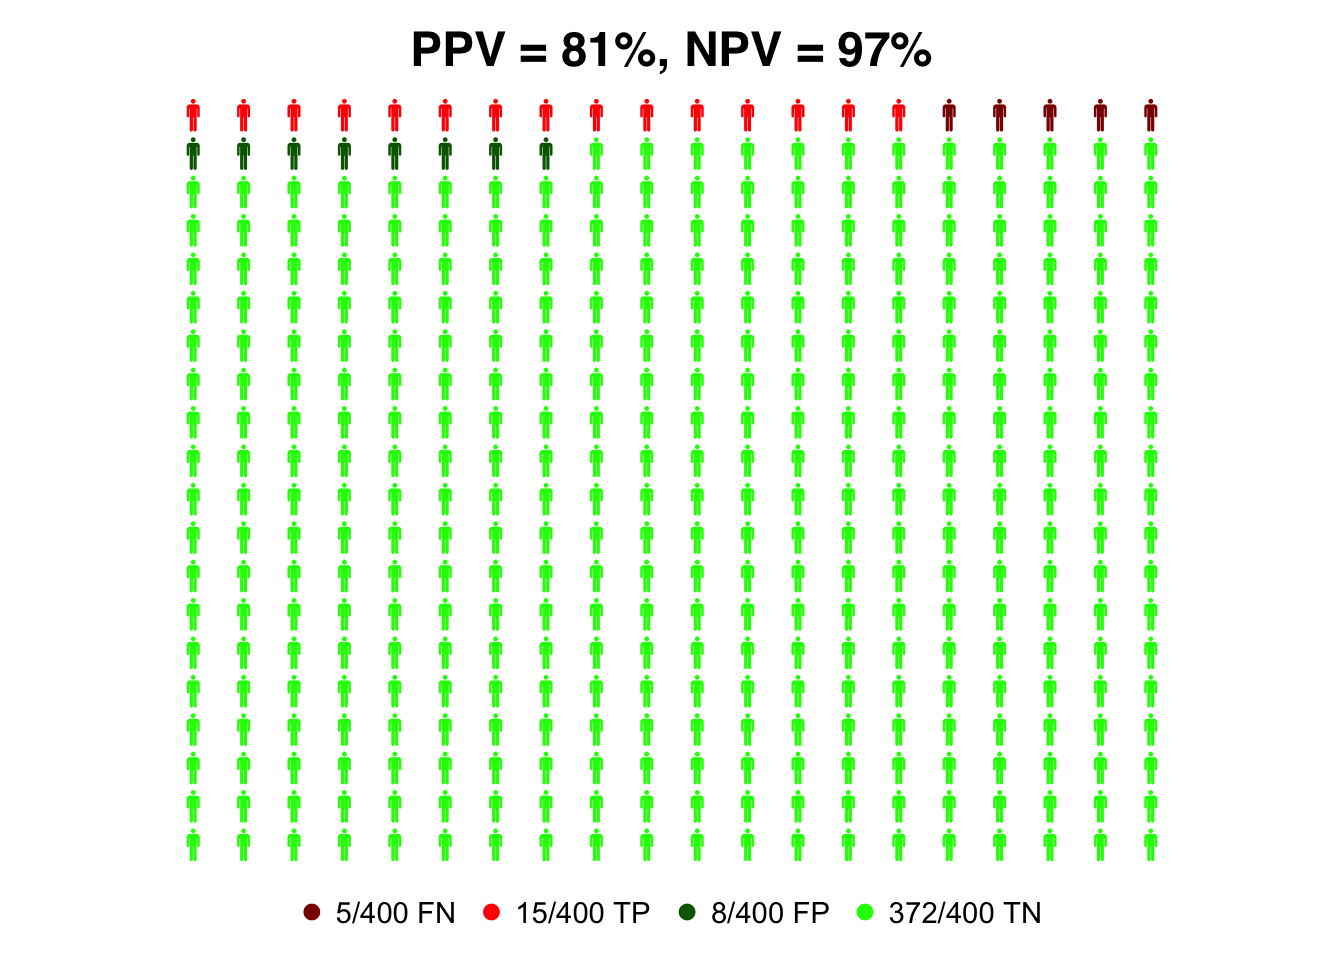 PPV = 81%, NPV = 97%
5/400 FN 15/400 TP 8/400 FP 372/400 TN